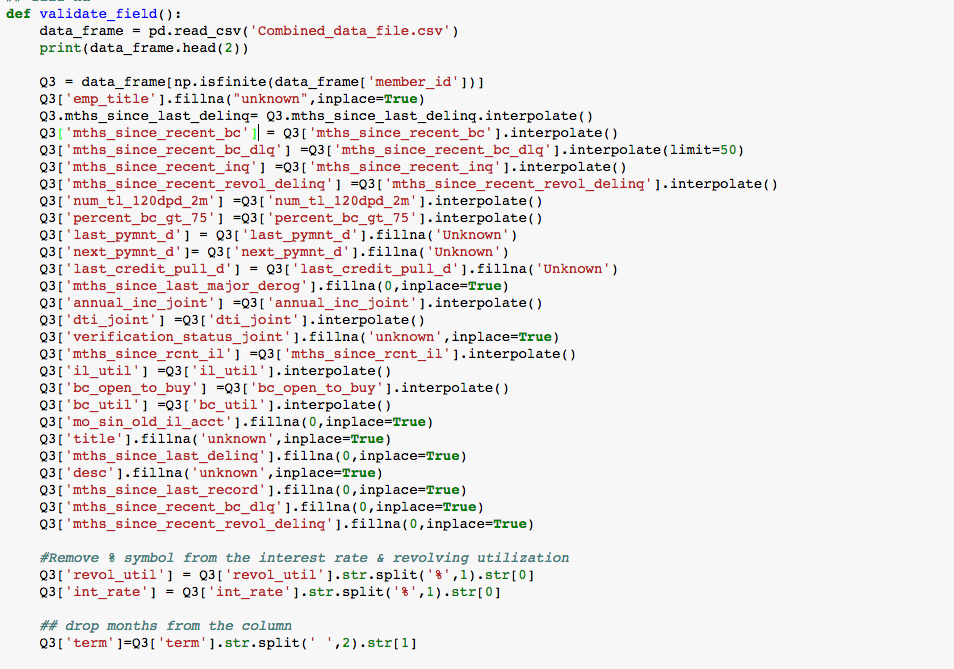 def validate_field():
    data_frame = pd.read_csv('Combined_data_file.csv')
    print(data_frame.head(2))
    Q3 = data_frame[np.isfinite(data_frame['member_id'])]
    Q3['emp_title'].fillna("unknown",inplace=True)
    Q3.mths_since_last_delinq= Q3.mths_since_last_delinq.interpolate()
    Q3['mths_since_recent_bc'] = Q3['mths_since_recent_bc'].interpolate()
    Q3['mths_since_recent_bc_dlq'] =Q3['mths_since_recent_bc_dlq'].interpolate(limit=50)
    Q3['mths_since_recent_inq'] =Q3['mths_since_recent_inq'].interpolate()
    Q3['mths_since_recent_revol_delinq'] =Q3['mths_since_recent_revol_delinq'].interpolate()
    Q3['num_tl_120dpd_2m'] =Q3['num_tl_120dpd_2m'].interpolate()
    Q3['percent_bc_gt_75'] =Q3['percent_bc_gt_75'].interpolate()
    Q3['last_pymnt_d'] = Q3['last_pymnt_d'].fillna('Unknown')
    Q3['next_pymnt_d']= Q3['next_pymnt_d'].fillna('Unknown')
    Q3['last_credit_pull_d'] = Q3['last_credit_pull_d'].fillna('Unknown')
    Q3['mths_since_last_major_derog'].fillna(0,inplace=True)
    Q3['annual_inc_joint'] =Q3['annual_inc_joint'].interpolate()
    Q3['dti_joint'] =Q3['dti_joint'].interpolate()
    Q3['verification_status_joint'].fillna('unknown',inplace=True)
    Q3['mths_since_rcnt_il'] =Q3['mths_since_rcnt_il'].interpolate()
    Q3['il_util'] =Q3['il_util'].interpolate()
    Q3['bc_open_to_buy'] =Q3['bc_open_to_buy'].interpolate()
    Q3['bc_util'] =Q3['bc_util'].interpolate()
    Q3['mo_sin_old_il_acct'].fillna(0,inplace=True)
    Q3['title'].fillna('unknown',inplace=True)
    Q3['mths_since_last_delinq'].fillna(0,inplace=True)
    Q3['desc'].fillna('unknown',inplace=True)
    Q3['mths_since_last_record'].fillna(0,inplace=True)
    Q3['mths_since_recent_bc_dlq'].fillna(0,inplace=True)
    Q3['mths_since_recent_revol_delinq'].fillna(0,inplace=True)
    #Remove % symbol from the interest rate & revolving utilization
    Q3['revol_util'] = Q3['revol_util'].str.split('%',1).str[0]
    Q3['int_rate'] = Q3['int_rate'].str.split('%',1).str[0]
    ## drop months from the column
    Q3['term']=Q3['term'].str.split(' ',2).str[1]